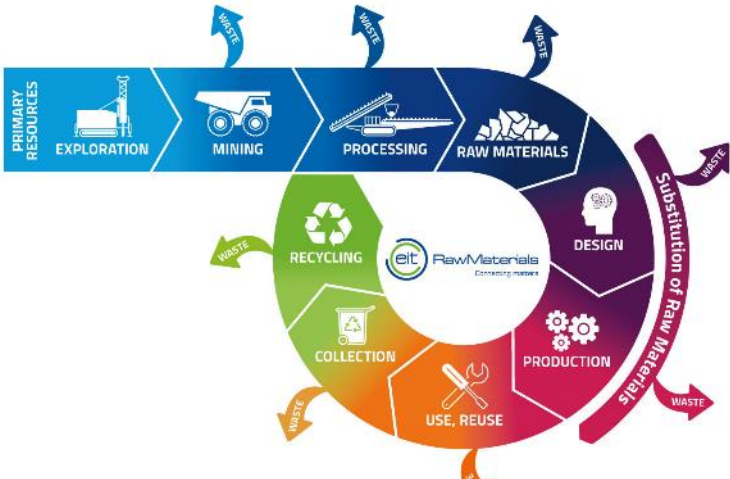 WASTE
WASTE
WASTE
PRIMARY
RESOURCES
EXPLORATION
MINING
PROCESSING
RAW MATERIALS
WASTE
Substitution of Raw Materials
DESIGN
RECYCLING
WASTE
eit RawMaterials
Connecting matters
COLLECTION
PRODUCTION
USE, REUSE
WASTE
WASTE